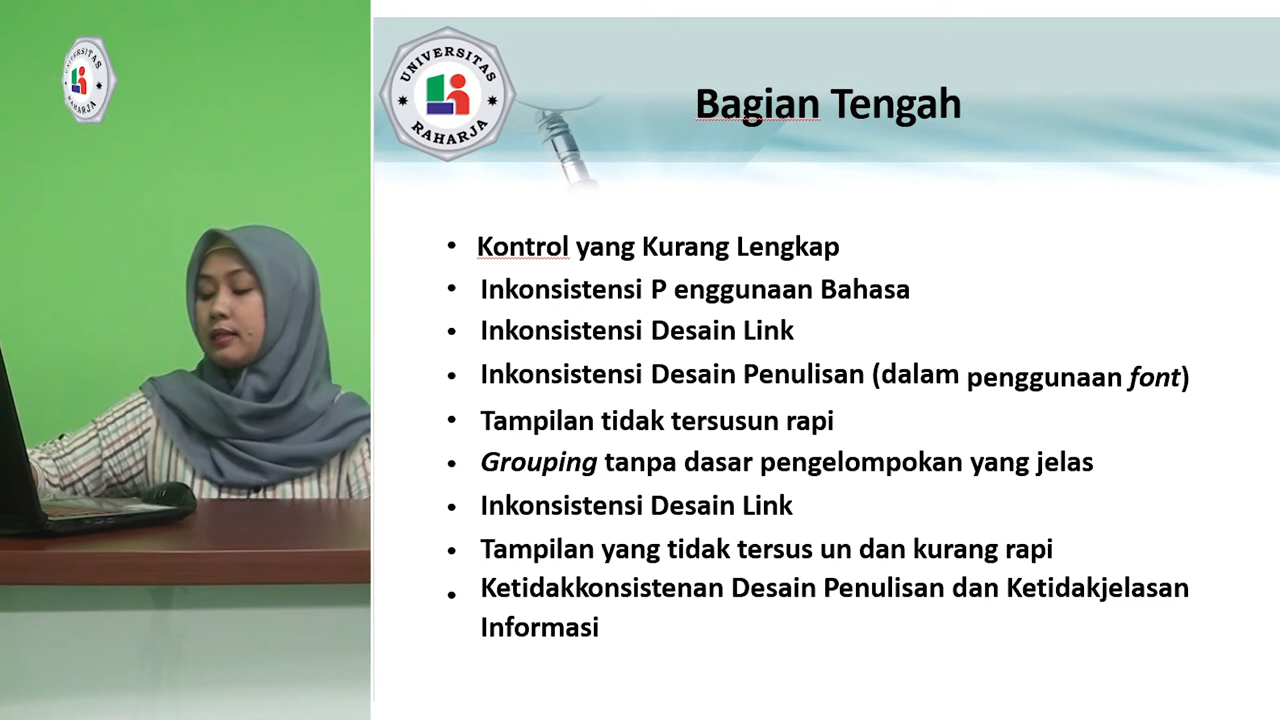 UNIVERSITAS
RAHARJA
UNIVERSITAS
RAHARJA
Bagian Tengah
• Kontrol yang Kurang Lengkap
• Inkonsistensi P enggunaan Bahasa
• Inkonsistensi Desain Link
• Inkonsistensi Desain Penulisan (dalam penggunaan font)
• Tampilan tidak tersusun rapi
• Grouping tanpa dasar pengelompokan yang jelas
• Inkonsistensi Desain Link
• Tampilan yang tidak tersus un dan kurang rapi
• Ketidakkonsistenan Desain Penulisan dan Ketidakjelasan
Informasi